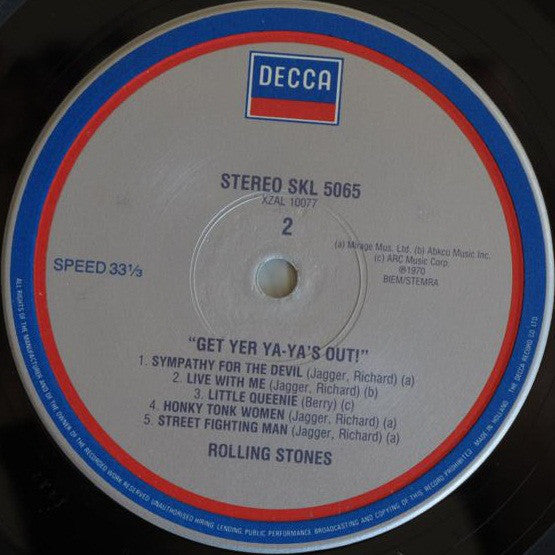 DECCA
STEREO SKL 5065
XZAL 10077
2
(a) Mirage Mus. Ltd. (b) Abkco Music Inc.
(c) ARC Music Corp.
℗1970
BIEM/STEMRA
SPEED 33⅓
"GET YER YA-YA'S OUT!"
1. SYMPATHY FOR THE DEVIL (Jagger, Richard) (a)
2. LIVE WITH ME (Jagger, Richard) (b)
3. LITTLE QUEENIE (Berry) (c)
4. HONKY TONK WOMEN (Jagger, Richard) (a)
5. STREET FIGHTING MAN (Jagger, Richard) (a)
ROLLING STONES
ALL RIGHTS OF THE MANUFACTURER AND OF THE OWNER OF THE RECORDED WORK RESERVED UNAUTHORISED HIRING LENDING PUBLIC PERFORMANCE BROADCASTING AND COPYING OF THIS RECORD PROHIBITED · MADE IN HOLLAND · THE DECCA RECORD CO LTD